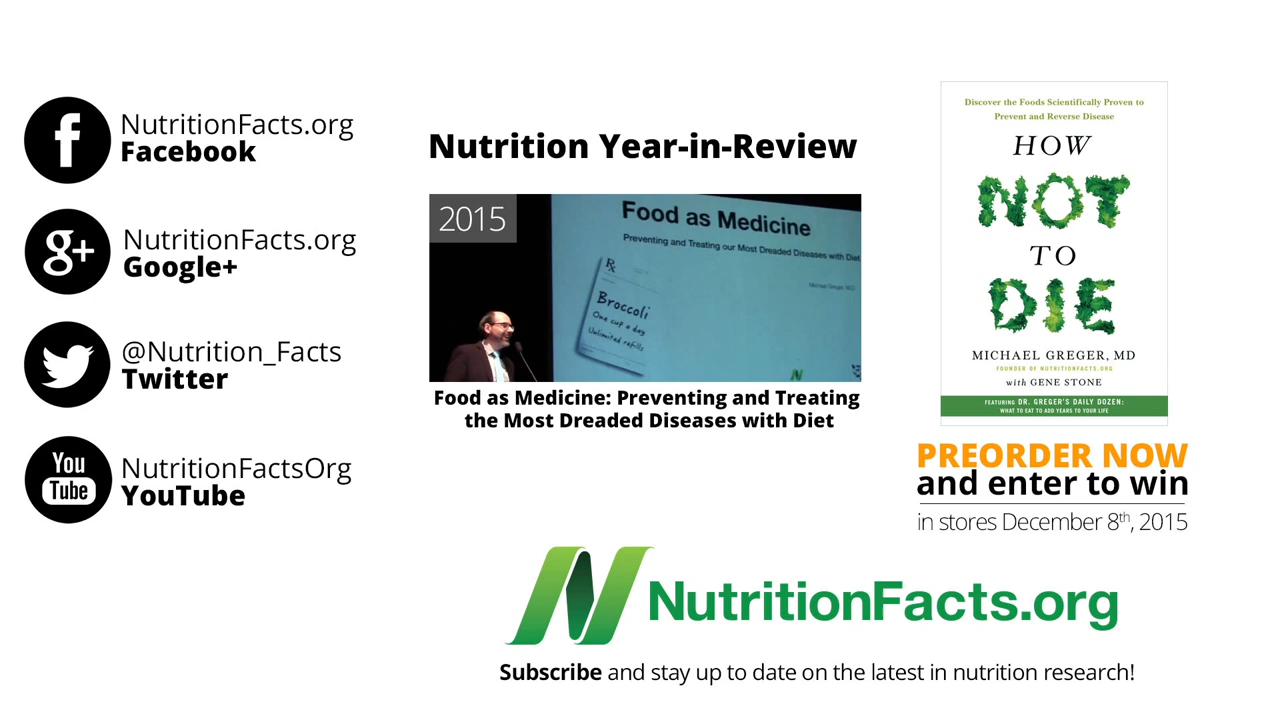 NutritionFacts.org
Facebook
g+
NutritionFacts.org
Google+
@Nutrition_Facts
Twitter
You
Tube
NutritionFactsOrg
YouTube
Nutrition Year-in-Review
2015
Food as Medicine
Preventing and Treating our Most Dreaded Diseases with Diet
Michael Greger, MD
Rx
Broccoli
One cup a day
Unlimited refills
Food as Medicine: Preventing and Treating
the Most Dreaded Diseases with Diet
Discover the Foods Scientifically Proven to
Prevent and Reverse Disease
HOW
NOT
TO
DIE
MICHAEL GREGER, MD
FOUNDER OF NUTRITIONFACTS.ORG
with GENE STONE
FEATURING DR. GREGER'S DAILY DOZEN:
WHAT TO EAT TO ADD YEARS TO YOUR LIFE
PREORDER NOW
and enter to win
in stores December 8th, 2015
NutritionFacts.org
Subscribe and stay up to date on the latest in nutrition research!